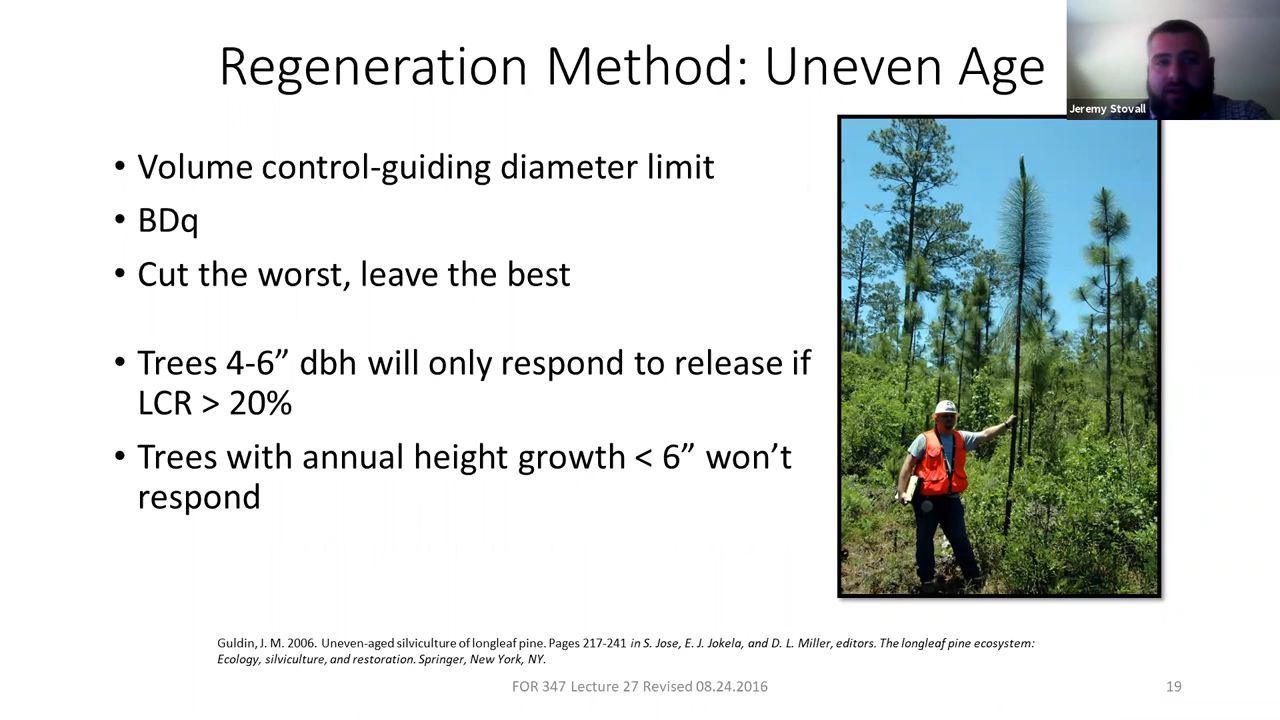 Regeneration Method: Uneven Age
Jeremy Stovall
• Volume control-guiding diameter limit
• BDq
• Cut the worst, leave the best
• Trees 4-6” dbh will only respond to release if
LCR > 20%
• Trees with annual height growth < 6” won’t
respond
Guldin, J. M. 2006. Uneven-aged silviculture of longleaf pine. Pages 217-241 in S. Jose, E. J. Jokela, and D. L. Miller, editors. The longleaf pine ecosystem:
Ecology, silviculture, and restoration. Springer, New York, NY.
FOR 347 Lecture 27 Revised 08.24.2016
19